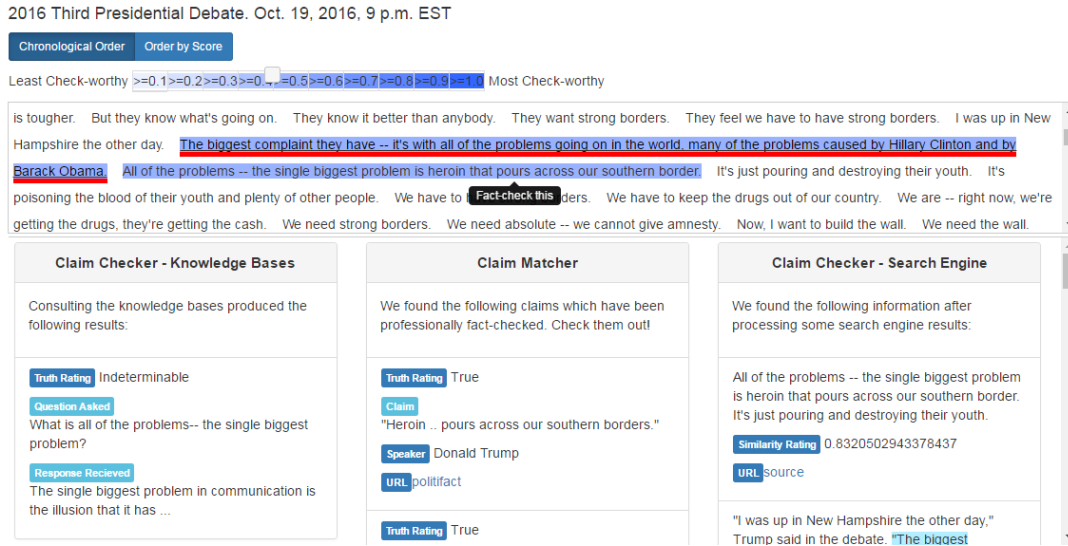 2016 Third Presidential Debate. Oct. 19, 2016, 9 p.m. EST
Chronological Order Order by Score
Least Check-worthy >=0.1 >=0.2 >=0.3 >=0.4 >=0.5 >=0.6 >=0.7 >=0.8 >=0.9 >=1.0 Most Check-worthy
is tougher. But they know what's going on. They know it better than anybody. They want strong borders. They feel we have to have strong borders. I was up in New
Hampshire the other day. The biggest complaint they have -- it's with all of the problems going on in the world, many of the problems caused by Hillary Clinton and by
Barack Obama. All of the problems -- the single biggest problem is heroin that pours across our southern border. It's just pouring and destroying their youth. It's
poisoning the blood of their youth and plenty of other people. We have to Fact-check this ders. We have to keep the drugs out of our country. We are -- right now, we're
getting the drugs, they're getting the cash. We need strong borders. We need absolute -- we cannot give amnesty. Now, I want to build the wall. We need the wall.
Claim Checker - Knowledge Bases
Consulting the knowledge bases produced the
following results:
Truth Rating Indeterminable
Question Asked
What is all of the problems-- the single biggest
problem?
Response Recieved
The single biggest problem in communication is
the illusion that it has ...
Claim Matcher
We found the following claims which have been
professionally fact-checked. Check them out!
Truth Rating True
Claim
"Heroin .. pours across our southern borders."
Speaker Donald Trump
URL politifact
Truth Rating True
Claim Checker - Search Engine
We found the following information after
processing some search engine results:
All of the problems -- the single biggest problem
is heroin that pours across our southern border.
It's just pouring and destroying their youth.
Similarity Rating 0.8320502943378437
URL source
"I was up in New Hampshire the other day,"
Trump said in the debate. "The biggest